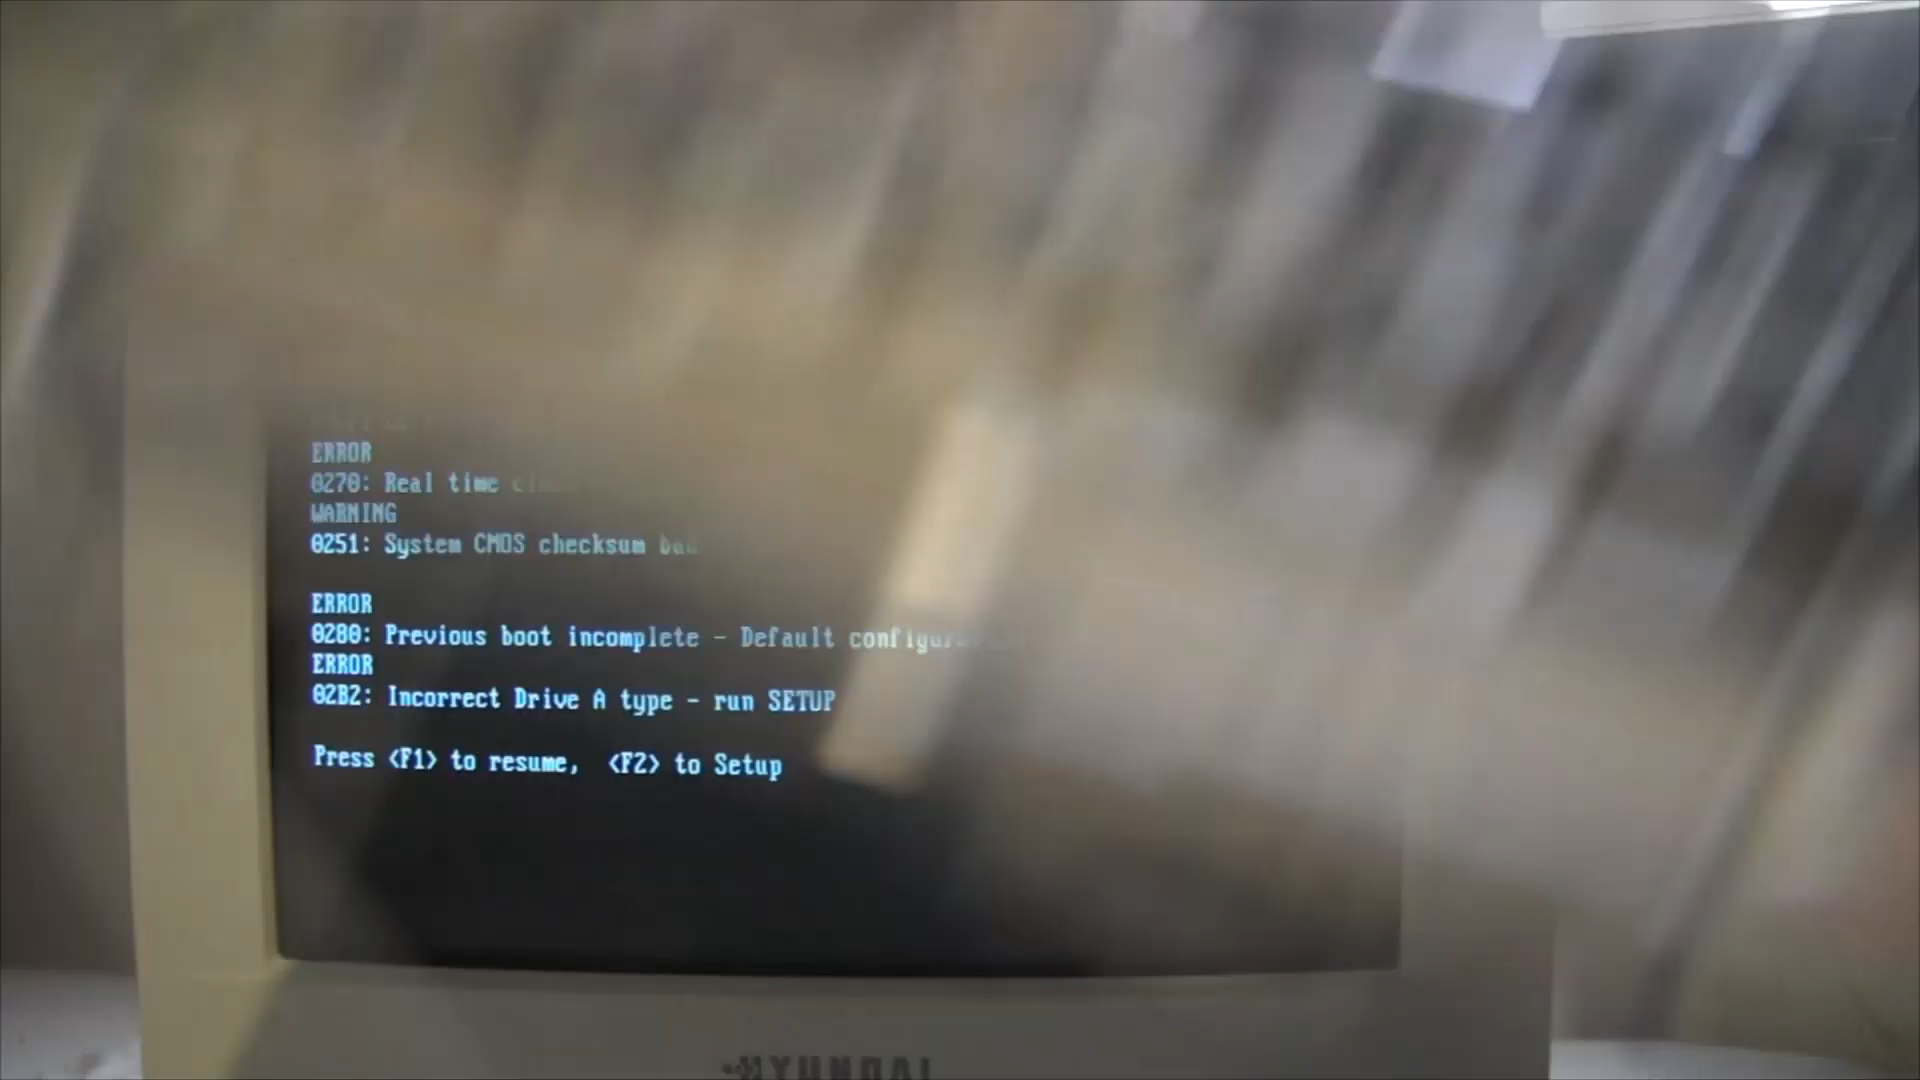 ERROR
0270: Real time
WARNING
0251: System CMOS checksum bad
ERROR
0280: Previous boot incomplete - Default
ERROR
02B2: Incorrect Drive A type - run SETUP
Press <F1> to resume, <F2> to Setup
HYUNDAI